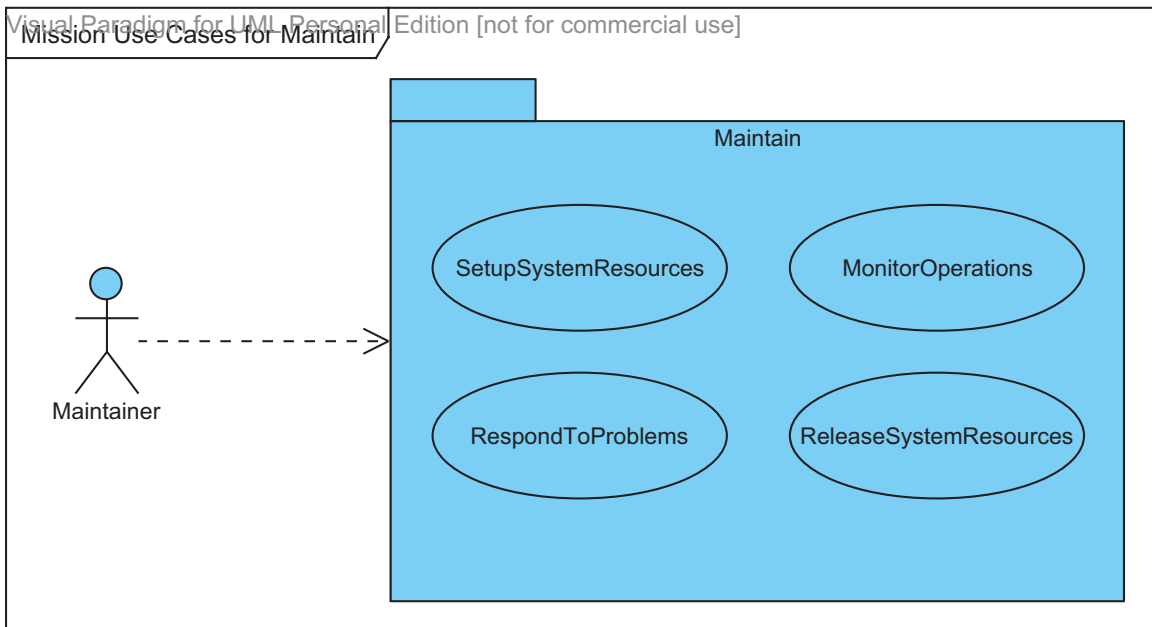 Visual Paradigm for UML Personal Edition [not for commercial use]
Mission Use Cases for Maintain
Maintain
SetupSystemResources
MonitorOperations
Maintainer
RespondToProblems
ReleaseSystemResources